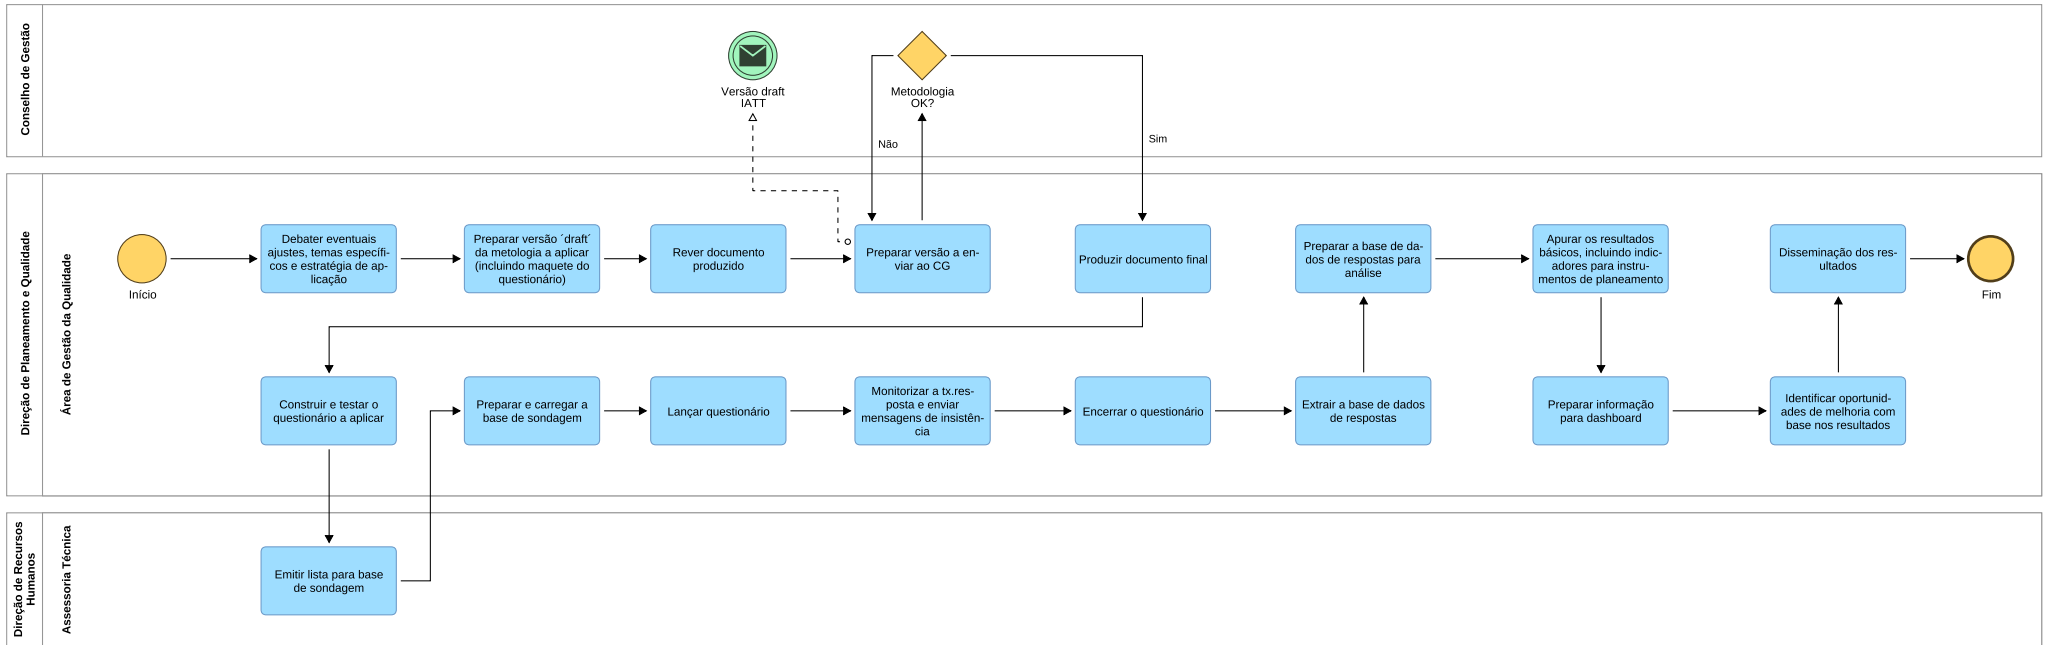 Conselho de Gestão
Versão draft
IATT
Metodologia
OK?
Não
Sim
Direção de Planeamento e Qualidade
Área de Gestão da Qualidade
Início
Debater eventuais
ajustes, temas específi-
cos e estratégia de ap-
licação
Preparar versão ´draft´
da metologia a aplicar
(incluindo maquete do
questionário)
Rever documento
produzido
Preparar versão a en-
viar ao CG
Produzir documento final
Preparar a base de da-
dos de respostas para
análise
Apurar os resultados
básicos, incluindo indic-
adores para instru-
mentos de planeamento
Disseminação dos res-
ultados
Fim
Construir e testar o
questionário a aplicar
Preparar e carregar a
base de sondagem
Lançar questionário
Monitorizar a tx.res-
posta e enviar
mensagens de insistên-
cia
Encerrar o questionário
Extrair a base de dados
de respostas
Preparar informação
para dashboard
Identificar oportunid-
ades de melhoria com
base nos resultados
Direção de Recursos
Humanos
Assessoria Técnica
Emitir lista para base
de sondagem